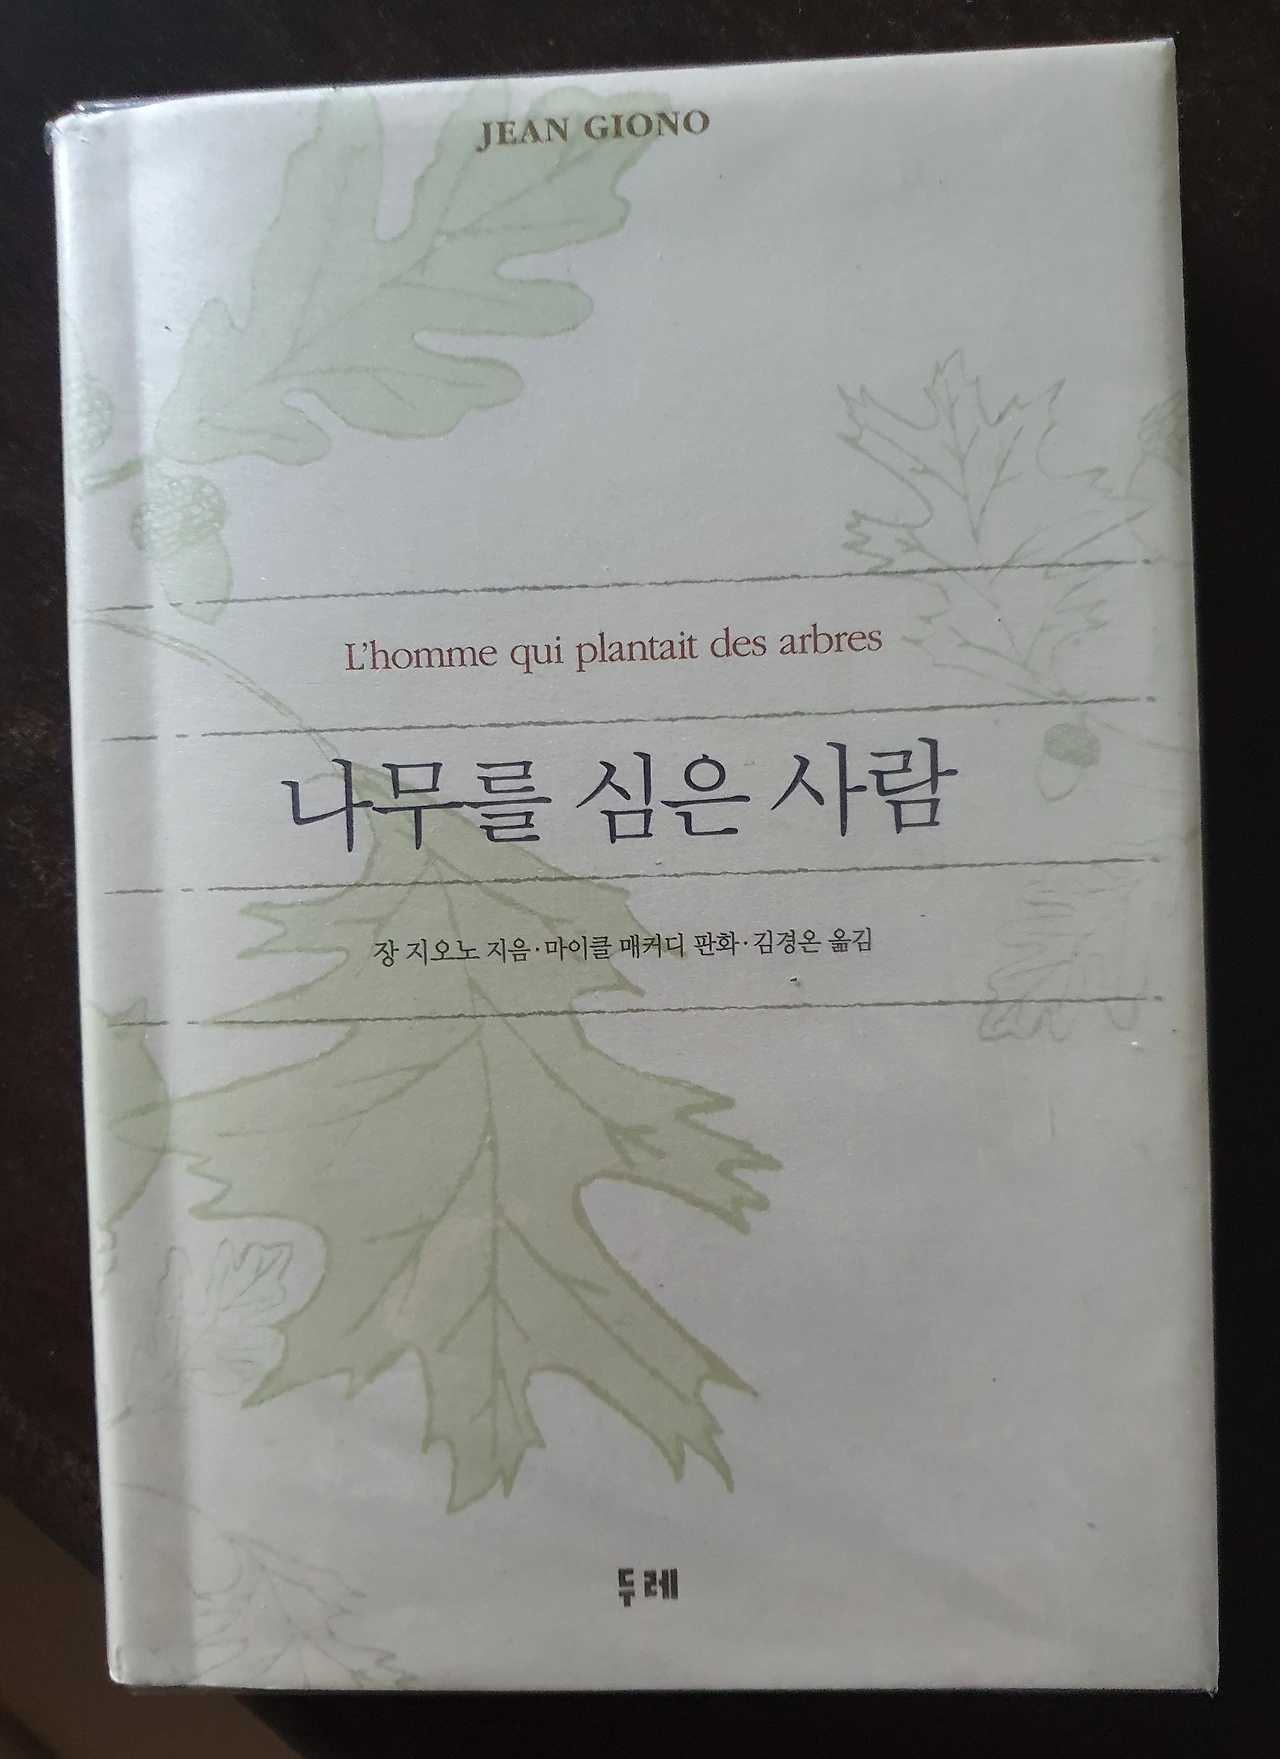 JEAN GIONO
L'homme qui plantait des arbres
나무를 심은 사람
장 지오노 지음·마이클 매커디 판화·김경온 옮김
두레